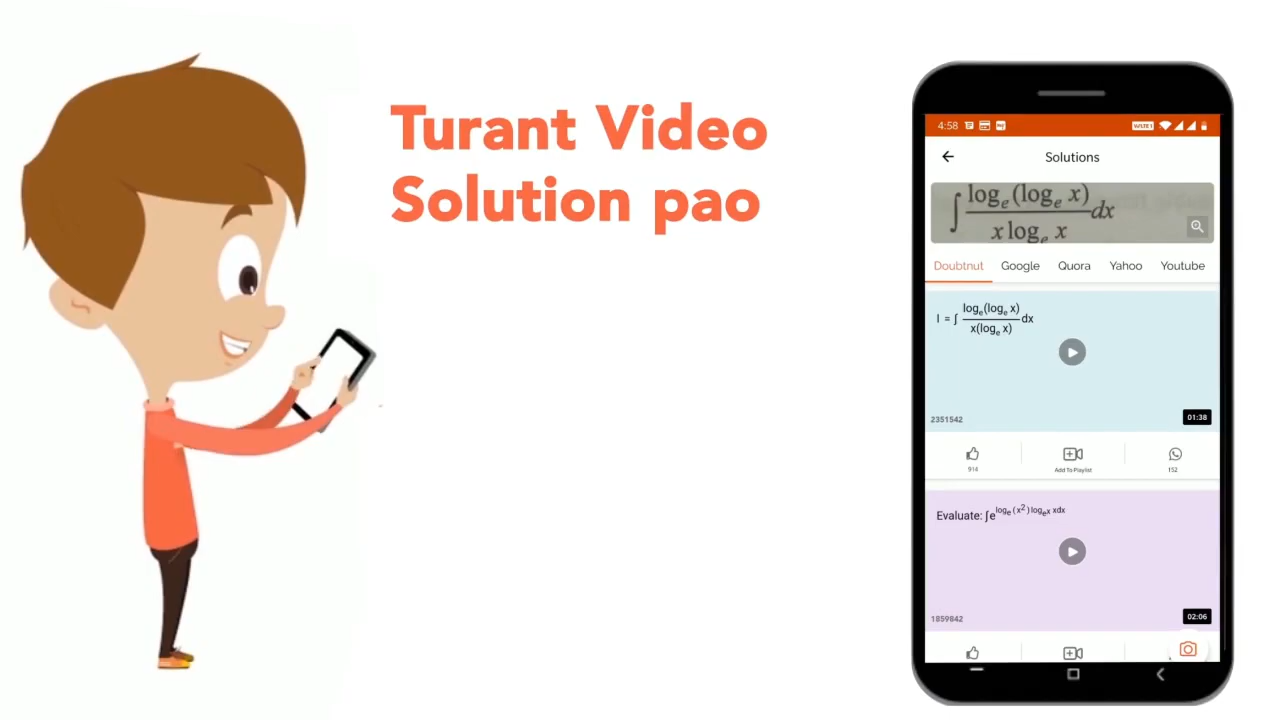 Turant Video
Solution pao
4:58
VoLTE1
Solutions
∫ logₑ(logₑ x) / x logₑ x dx
Doubtnut Google Quora Yahoo Youtube
I = ∫ logₑ(logₑ x) / x(logₑ x) dx
2351542 01:38
914 Add To Playlist 152
Evaluate: ∫e^logₑ(x²)logₑx xdx
1859842 02:06